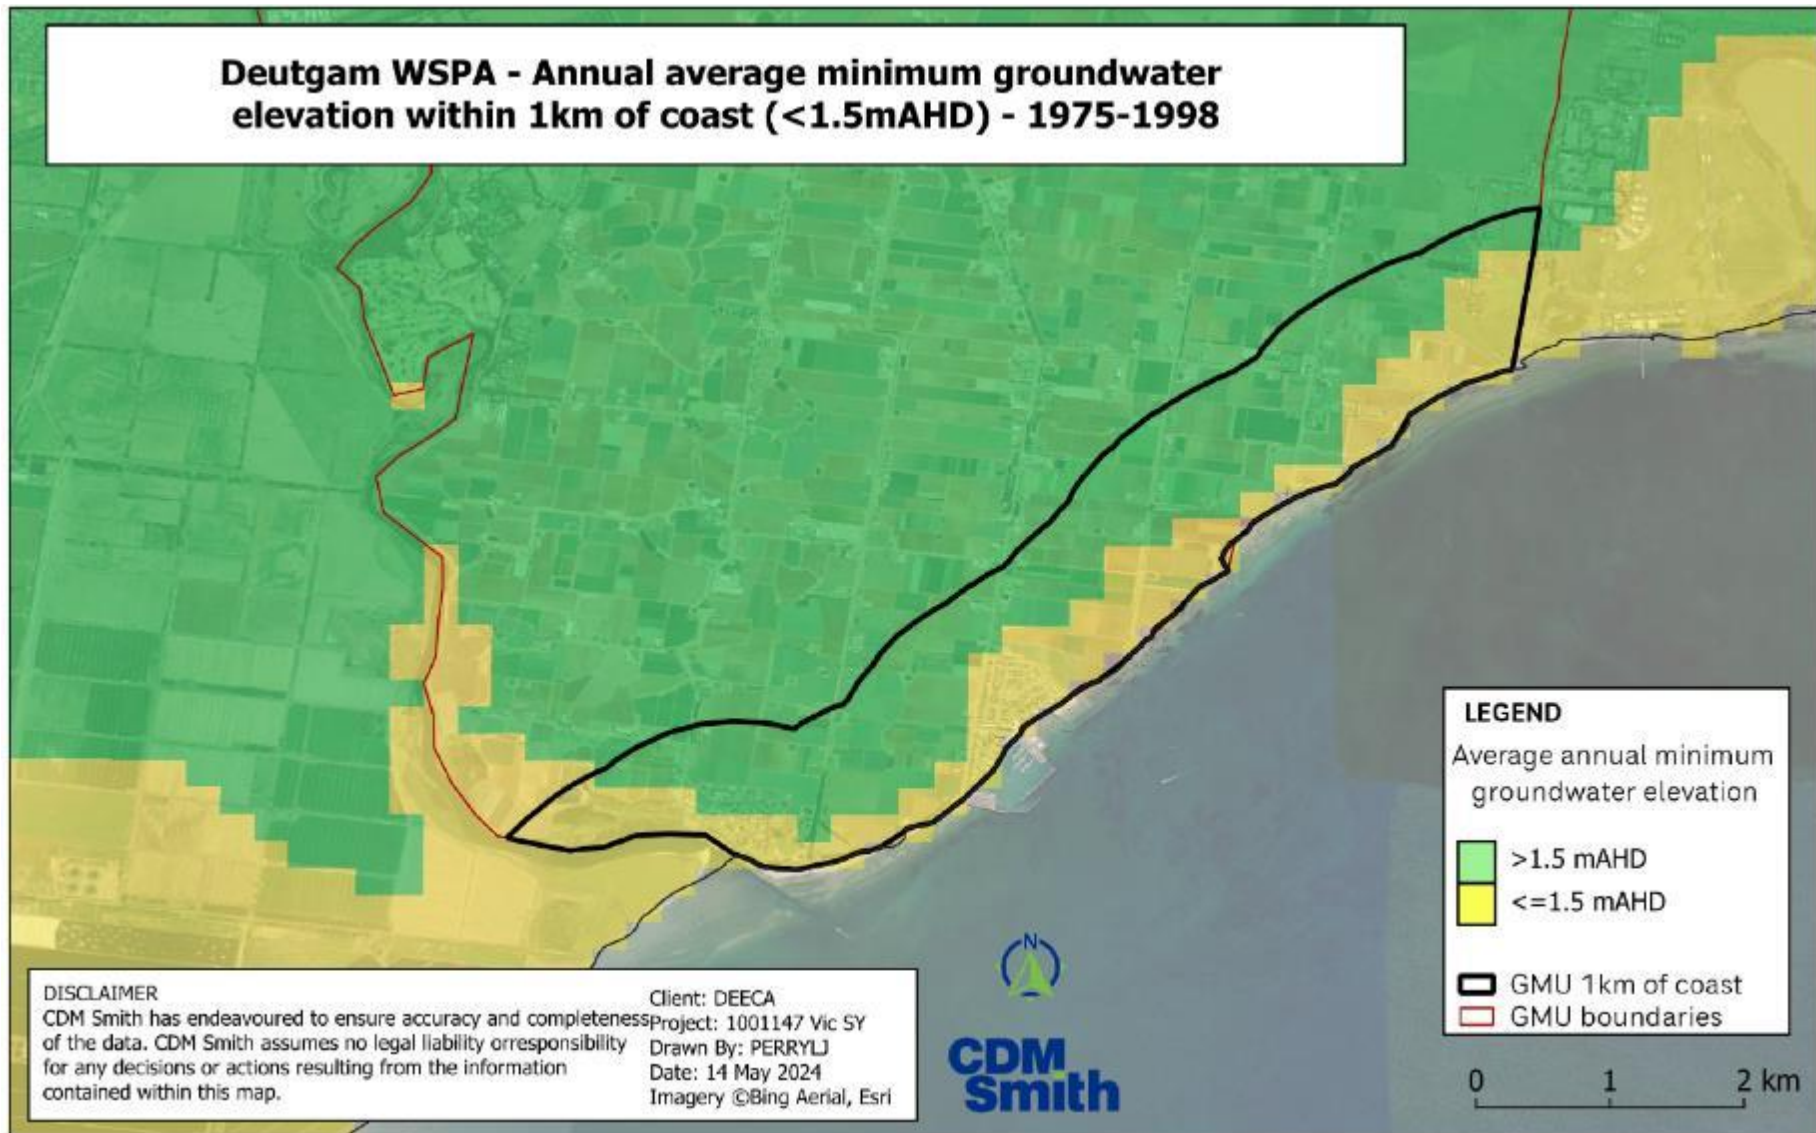 Deutgam WSPA - Annual average minimum groundwater
elevation within 1km of coast (<1.5mAHD) - 1975-1998
LEGEND
Average annual minimum
groundwater elevation
>1.5 mAHD
<=1.5 mAHD
GMU 1km of coast
GMU boundaries
0 1 2 km
N
CDM
Smith
DISCLAIMER
CDM Smith has endeavoured to ensure accuracy and completeness
of the data. CDM Smith assumes no legal liability orresponsibility
for any decisions or actions resulting from the information
contained within this map.
Client: DEECA
Project: 1001147 Vic SY
Drawn By: PERRYLJ
Date: 14 May 2024
Imagery ©Bing Aerial, Esri